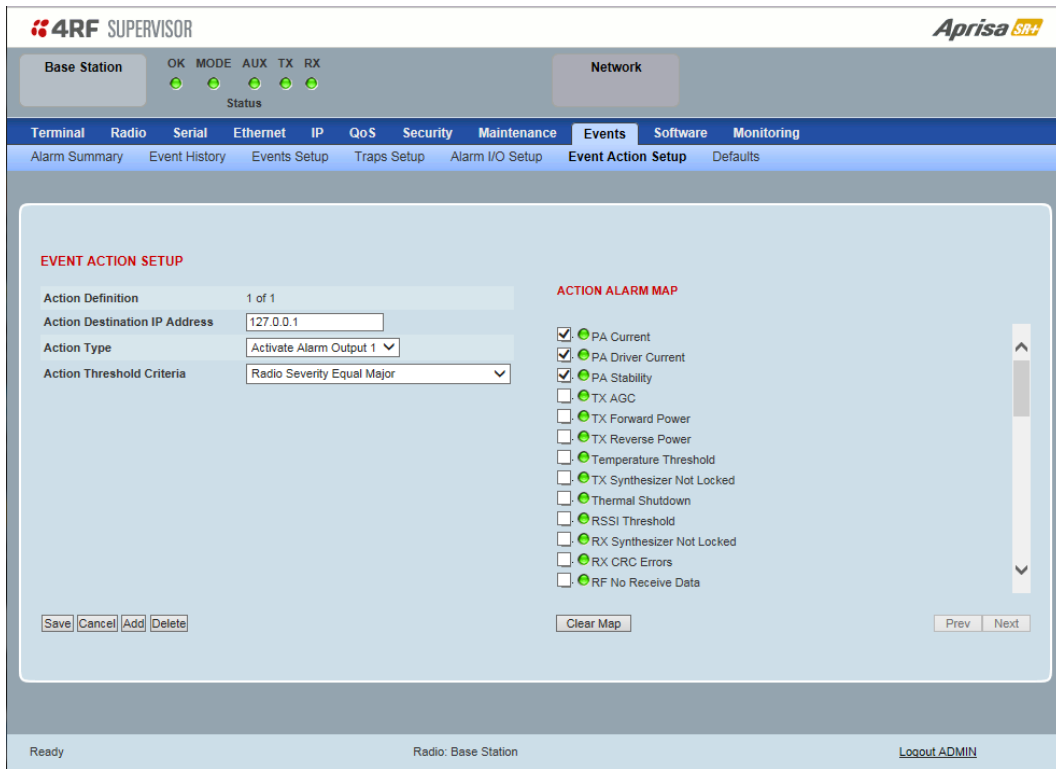 4RF SUPERVISOR
Aprisa SR+
Base Station
OK MODE AUX TX RX
Status
Network
Terminal Radio Serial Ethernet IP QoS Security Maintenance Events Software Monitoring
Alarm Summary Event History Events Setup Traps Setup Alarm I/O Setup Event Action Setup Defaults
EVENT ACTION SETUP
Action Definition 1 of 1
Action Destination IP Address 127.0.0.1
Action Type Activate Alarm Output 1
Action Threshold Criteria Radio Severity Equal Major
ACTION ALARM MAP
PA Current
PA Driver Current
PA Stability
TX AGC
TX Forward Power
TX Reverse Power
Temperature Threshold
TX Synthesizer Not Locked
Thermal Shutdown
RSSI Threshold
RX Synthesizer Not Locked
RX CRC Errors
RF No Receive Data
Save Cancel Add Delete
Clear Map
Prev Next
Ready
Radio: Base Station
Logout ADMIN